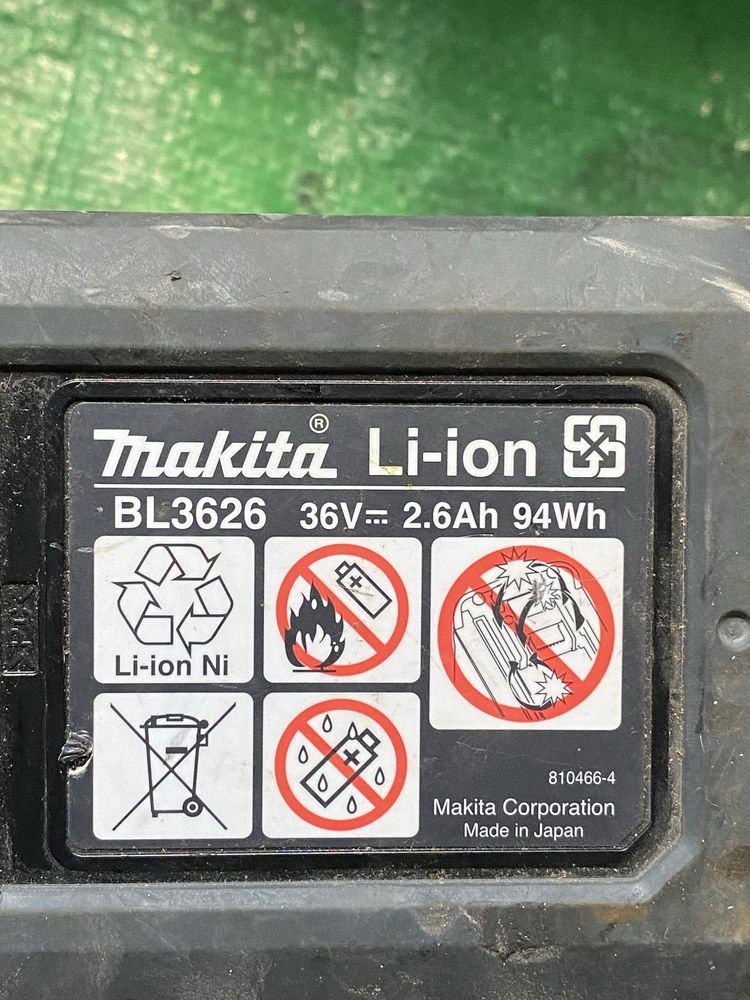 makita® Li-ion
BL3626 36V⎓ 2.6Ah 94Wh
Li-ion Ni
810466-4
Makita Corporation
Made in Japan